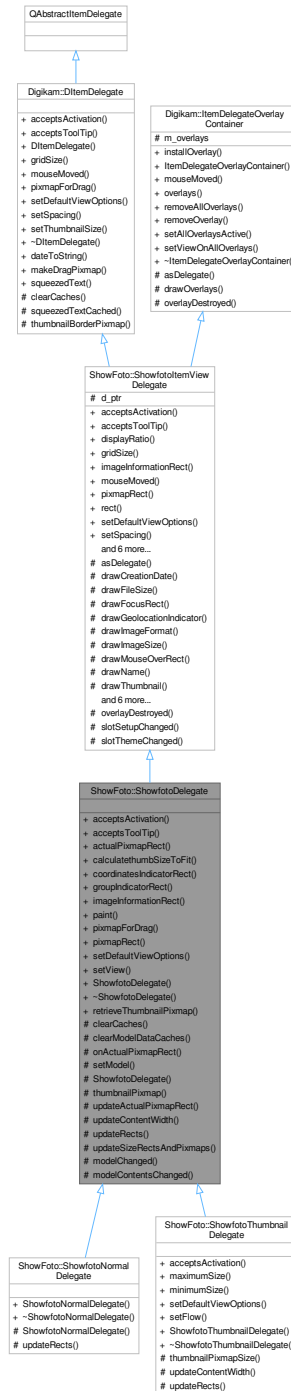 QAbstractItemDelegate
Digikam::DItemDelegate
+ acceptsActivation()
+ acceptsToolTip()
+ DItemDelegate()
+ gridSize()
+ mouseMoved()
+ pixmapForDrag()
+ setDefaultViewOptions()
+ setSpacing()
+ setThumbnailSize()
+ ~DItemDelegate()
+ dateToString()
+ makeDragPixmap()
+ squeezedText()
# clearCaches()
# squeezedTextCached()
# thumbnailBorderPixmap()
Digikam::ItemDelegateOverlay
Container
# m_overlays
+ installOverlay()
+ ItemDelegateOverlayContainer()
+ mouseMoved()
+ overlays()
+ removeAllOverlays()
+ removeOverlay()
+ setAllOverlaysActive()
+ setViewOnAllOverlays()
+ ~ItemDelegateOverlayContainer()
# asDelegate()
# drawOverlays()
# overlayDestroyed()
ShowFoto::ShowfotoItemView
Delegate
# d_ptr
+ acceptsActivation()
+ acceptsToolTip()
+ displayRatio()
+ gridSize()
+ imageInformationRect()
+ mouseMoved()
+ pixmapRect()
+ rect()
+ setDefaultViewOptions()
+ setSpacing()
and 6 more...
# asDelegate()
# drawCreationDate()
# drawFileSize()
# drawFocusRect()
# drawGeolocationIndicator()
# drawImageFormat()
# drawImageSize()
# drawMouseOverRect()
# drawName()
# drawThumbnail()
and 6 more...
# overlayDestroyed()
# slotSetupChanged()
# slotThemeChanged()
ShowFoto::ShowfotoDelegate
+ acceptsActivation()
+ acceptsToolTip()
+ actualPixmapRect()
+ calculatethumbSizeToFit()
+ coordinatesIndicatorRect()
+ groupIndicatorRect()
+ imageInformationRect()
+ paint()
+ pixmapForDrag()
+ pixmapRect()
+ setDefaultViewOptions()
+ setView()
+ ShowfotoDelegate()
+ ~ShowfotoDelegate()
+ retrieveThumbnailPixmap()
# clearCaches()
# clearModelDataCaches()
# onActualPixmapRect()
# setModel()
# ShowfotoDelegate()
# thumbnailPixmap()
# updateActualPixmapRect()
# updateContentWidth()
# updateRects()
# updateSizeRectsAndPixmaps()
# modelChanged()
# modelContentsChanged()
ShowFoto::ShowfotoNormal
Delegate
+ ShowfotoNormalDelegate()
+ ~ShowfotoNormalDelegate()
# ShowfotoNormalDelegate()
# updateRects()
ShowFoto::ShowfotoThumbnail
Delegate
+ acceptsActivation()
+ maximumSize()
+ minimumSize()
+ setDefaultViewOptions()
+ setFlow()
+ ShowfotoThumbnailDelegate()
+ ~ShowfotoThumbnailDelegate()
# thumbnailPixmapSize()
# updateContentWidth()
# updateRects()